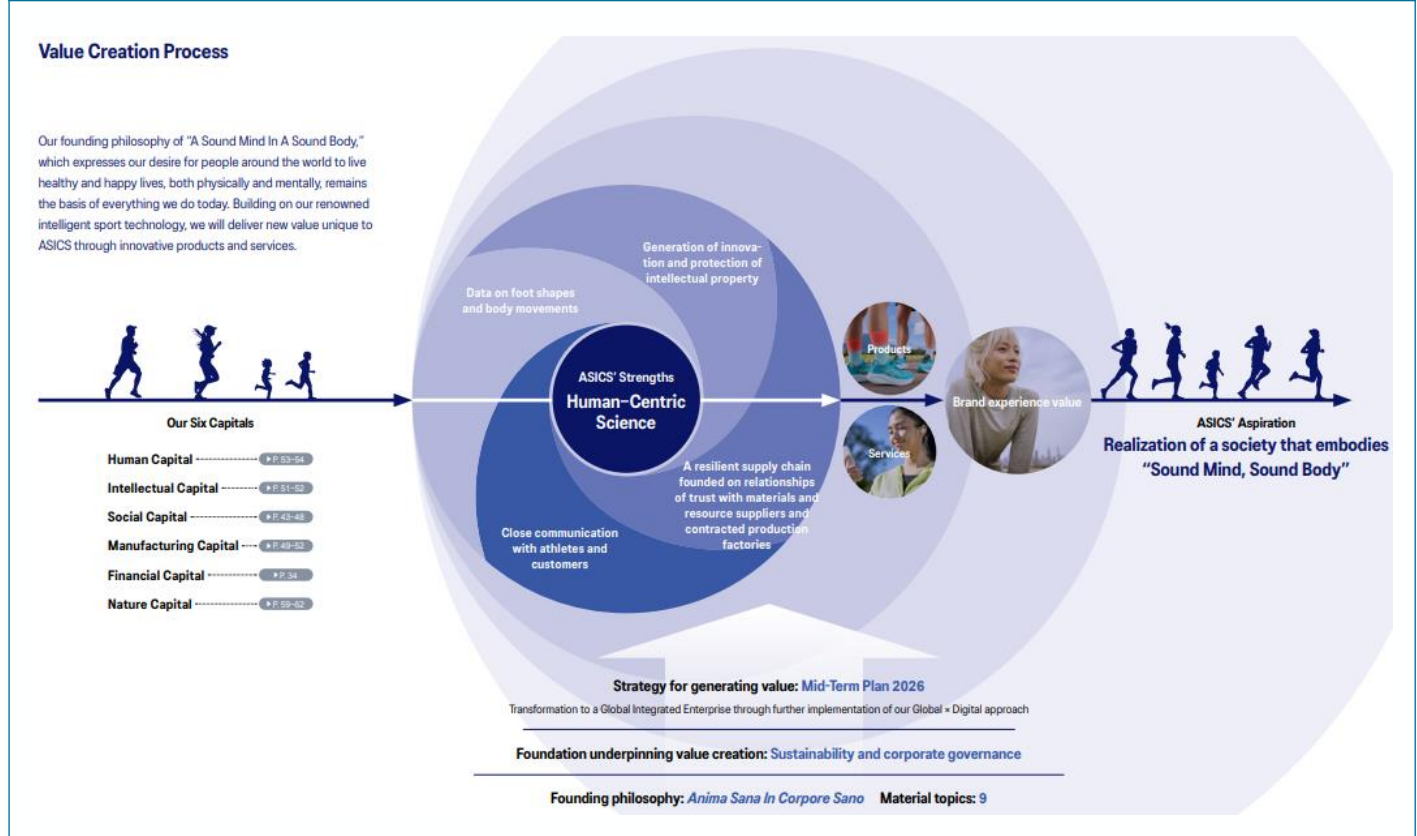 Value Creation Process
Our founding philosophy of "A Sound Mind In A Sound Body,"
which expresses our desire for people around the world to live
healthy and happy lives, both physically and mentally, remains
the basis of everything we do today. Building on our renowned
intelligent sport technology, we will deliver new value unique to
ASICS through innovative products and services.
Our Six Capitals
Human Capital ▶P. 53–54
Intellectual Capital ▶P. 51–52
Social Capital ▶P. 43–48
Manufacturing Capital ▶P. 49–52
Financial Capital ▶P. 34
Nature Capital ▶P. 59–62
Data on foot shapes
and body movements
Generation of innova-
tion and protection of
intellectual property
ASICS' Strengths
Human–Centric
Science
Close communication
with athletes and
customers
A resilient supply chain
founded on relationships
of trust with materials and
resource suppliers and
contracted production
factories
Products
Services
Brand experience value
ASICS' Aspiration
Realization of a society that embodies
"Sound Mind, Sound Body"
Strategy for generating value: Mid-Term Plan 2026
Transformation to a Global Integrated Enterprise through further implementation of our Global × Digital approach
Foundation underpinning value creation: Sustainability and corporate governance
Founding philosophy: Anima Sana In Corpore Sano Material topics: 9